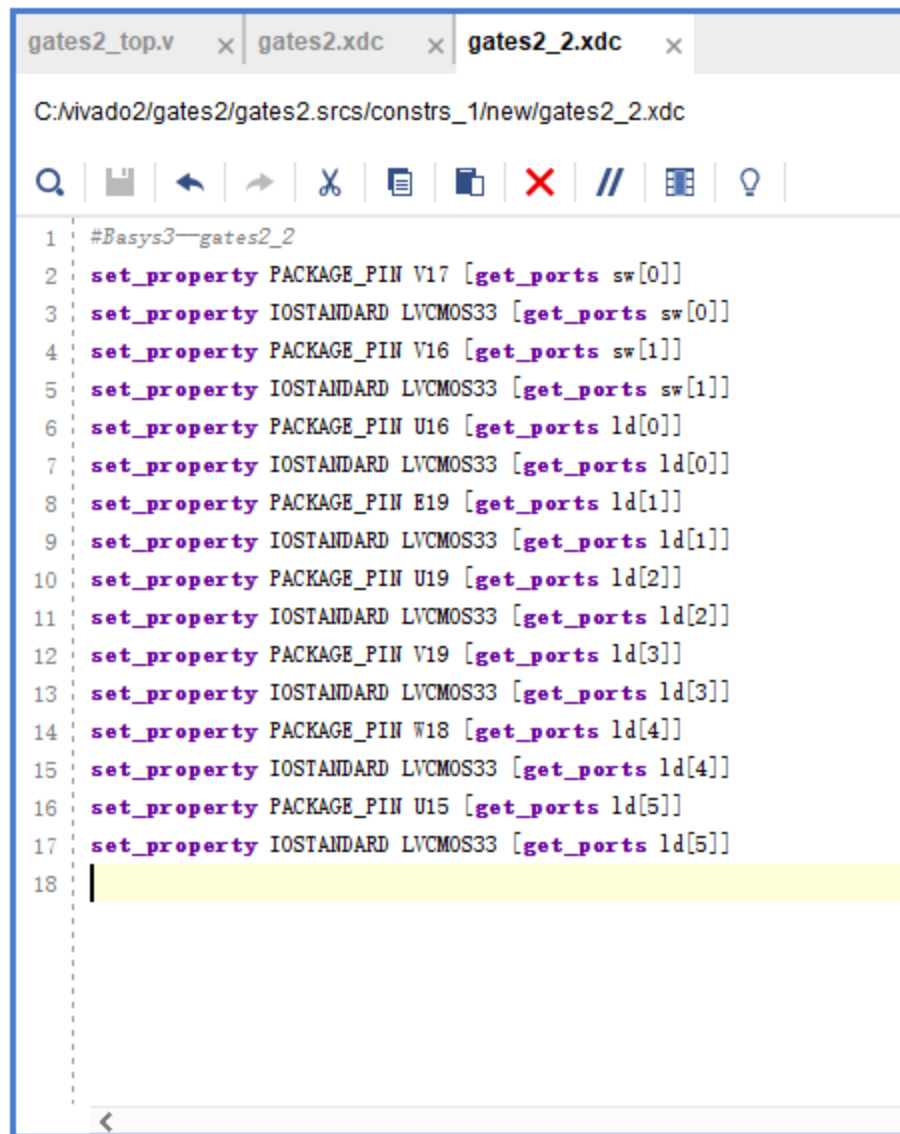 gates2_top.v × gates2.xdc × gates2_2.xdc ×
C:/vivado2/gates2/gates2.srcs/constrs_1/new/gates2_2.xdc
1 #Basys3—gates2_2
2 set_property PACKAGE_PIN V17 [get_ports sw[0]]
3 set_property IOSTANDARD LVCMOS33 [get_ports sw[0]]
4 set_property PACKAGE_PIN V16 [get_ports sw[1]]
5 set_property IOSTANDARD LVCMOS33 [get_ports sw[1]]
6 set_property PACKAGE_PIN U16 [get_ports ld[0]]
7 set_property IOSTANDARD LVCMOS33 [get_ports ld[0]]
8 set_property PACKAGE_PIN E19 [get_ports ld[1]]
9 set_property IOSTANDARD LVCMOS33 [get_ports ld[1]]
10 set_property PACKAGE_PIN U19 [get_ports ld[2]]
11 set_property IOSTANDARD LVCMOS33 [get_ports ld[2]]
12 set_property PACKAGE_PIN V19 [get_ports ld[3]]
13 set_property IOSTANDARD LVCMOS33 [get_ports ld[3]]
14 set_property PACKAGE_PIN W18 [get_ports ld[4]]
15 set_property IOSTANDARD LVCMOS33 [get_ports ld[4]]
16 set_property PACKAGE_PIN U15 [get_ports ld[5]]
17 set_property IOSTANDARD LVCMOS33 [get_ports ld[5]]
18